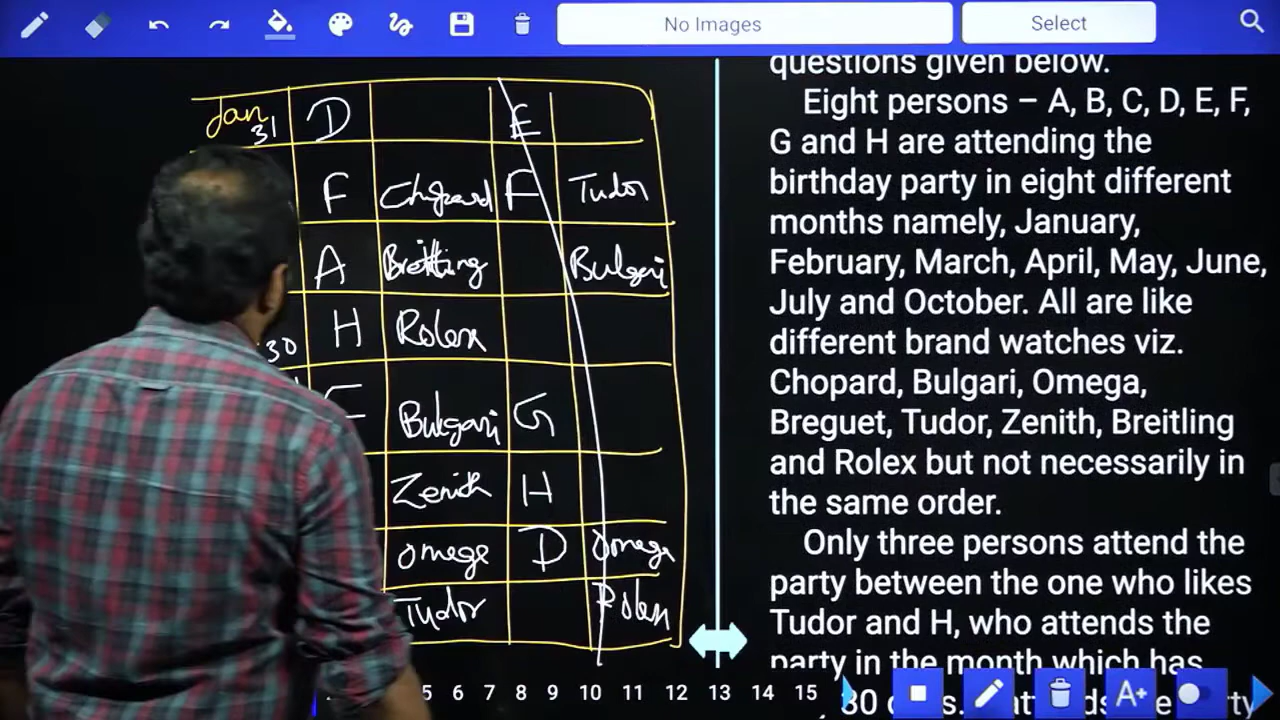 No Images
Select
questions given below.
Eight persons – A, B, C, D, E, F,
G and H are attending the
birthday party in eight different
months namely, January,
February, March, April, May, June,
July and October. All are like
different brand watches viz.
Chopard, Bulgari, Omega,
Breguet, Tudor, Zenith, Breitling
and Rolex but not necessarily in
the same order.
Only three persons attend the
party between the one who likes
Tudor and H, who attends the
party in the month which has
30
Jan 31 D E
F Chopard F Tudor
A Breitling Bulgari
30 H Rolex
Bulgari G
Zenith H
Omega D Omega
Tudor Rolex
5 6 7 8 9 10 11 12 13 14 15
A+